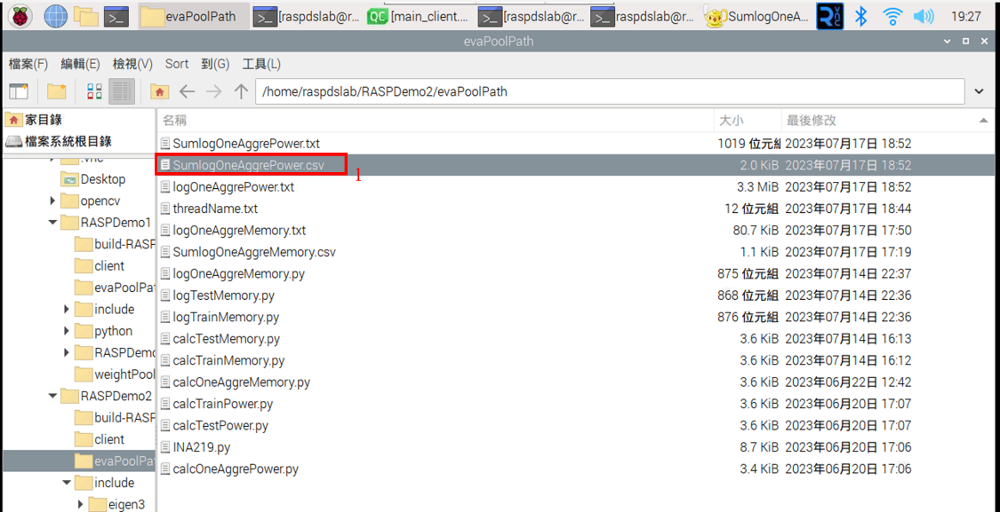 evaPoolPath [raspdslab@r... QC [main_client.... [raspdslab@r... raspdslab@r... SumlogOneA... VNC 19:27
evaPoolPath
檔案(F) 編輯(E) 檢視(V) Sort 到(G) 工具(L)
/home/raspdslab/RASPDemo2/evaPoolPath
家目錄
檔案系統根目錄
.vnc
Desktop
opencv
RASPDemo1
build-RASP
client
evaPoolPat
include
python
RASPDemo
weightPool
RASPDemo2
build-RASP
client
evaPoolPat
include
eigen3
名稱 大小 最後修改
SumlogOneAggrePower.txt 1019 位元組 2023年07月17日 18:52
SumlogOneAggrePower.csv 1 2.0 KiB 2023年07月17日 18:52
logOneAggrePower.txt 3.3 MiB 2023年07月17日 18:52
threadName.txt 12 位元組 2023年07月17日 18:44
logOneAggreMemory.txt 80.7 KiB 2023年07月17日 17:50
SumlogOneAggreMemory.csv 1.1 KiB 2023年07月17日 17:19
logOneAggreMemory.py 875 位元組 2023年07月14日 22:37
logTestMemory.py 868 位元組 2023年07月14日 22:36
logTrainMemory.py 876 位元組 2023年07月14日 22:36
calcTestMemory.py 3.6 KiB 2023年07月14日 16:13
calcTrainMemory.py 3.6 KiB 2023年07月14日 16:12
calcOneAggreMemory.py 3.6 KiB 2023年06月22日 12:42
calcTrainPower.py 3.6 KiB 2023年06月20日 17:07
calcTestPower.py 3.6 KiB 2023年06月20日 17:07
INA219.py 8.7 KiB 2023年06月20日 17:06
calcOneAggrePower.py 3.4 KiB 2023年06月20日 17:06